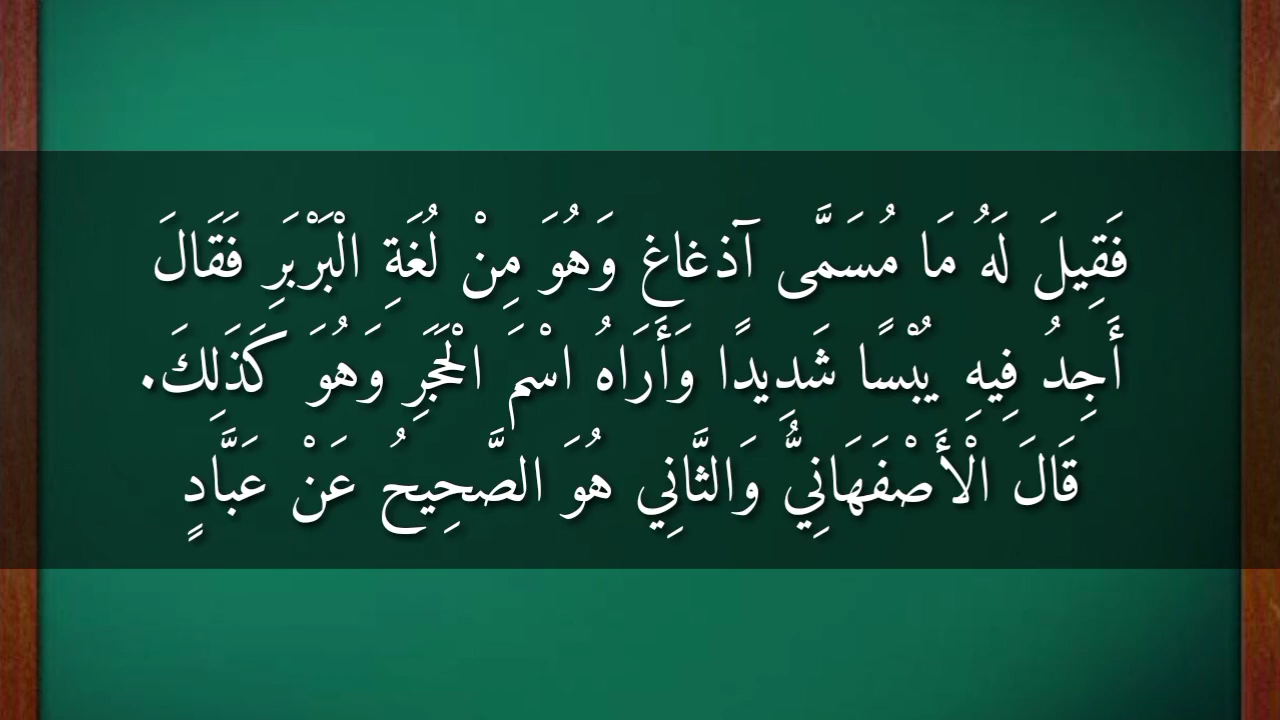 فَقِيلَ لَهُ مَا مُسَمَّى آذغاغ وَهُوَ مِنْ لُغَةِ الْبَرْبَرِ فَقَالَ
أَجِدُ فِيهِ يُبْسًا شَدِيدًا وَأَرَاهُ اسْمَ الْحَجَرِ وَهُوَ كَذَلِكَ.
قَالَ الْأَصْفَهَانِيُّ وَالثَّانِي هُوَ الصَّحِيحُ عَنْ عَبَّادٍ